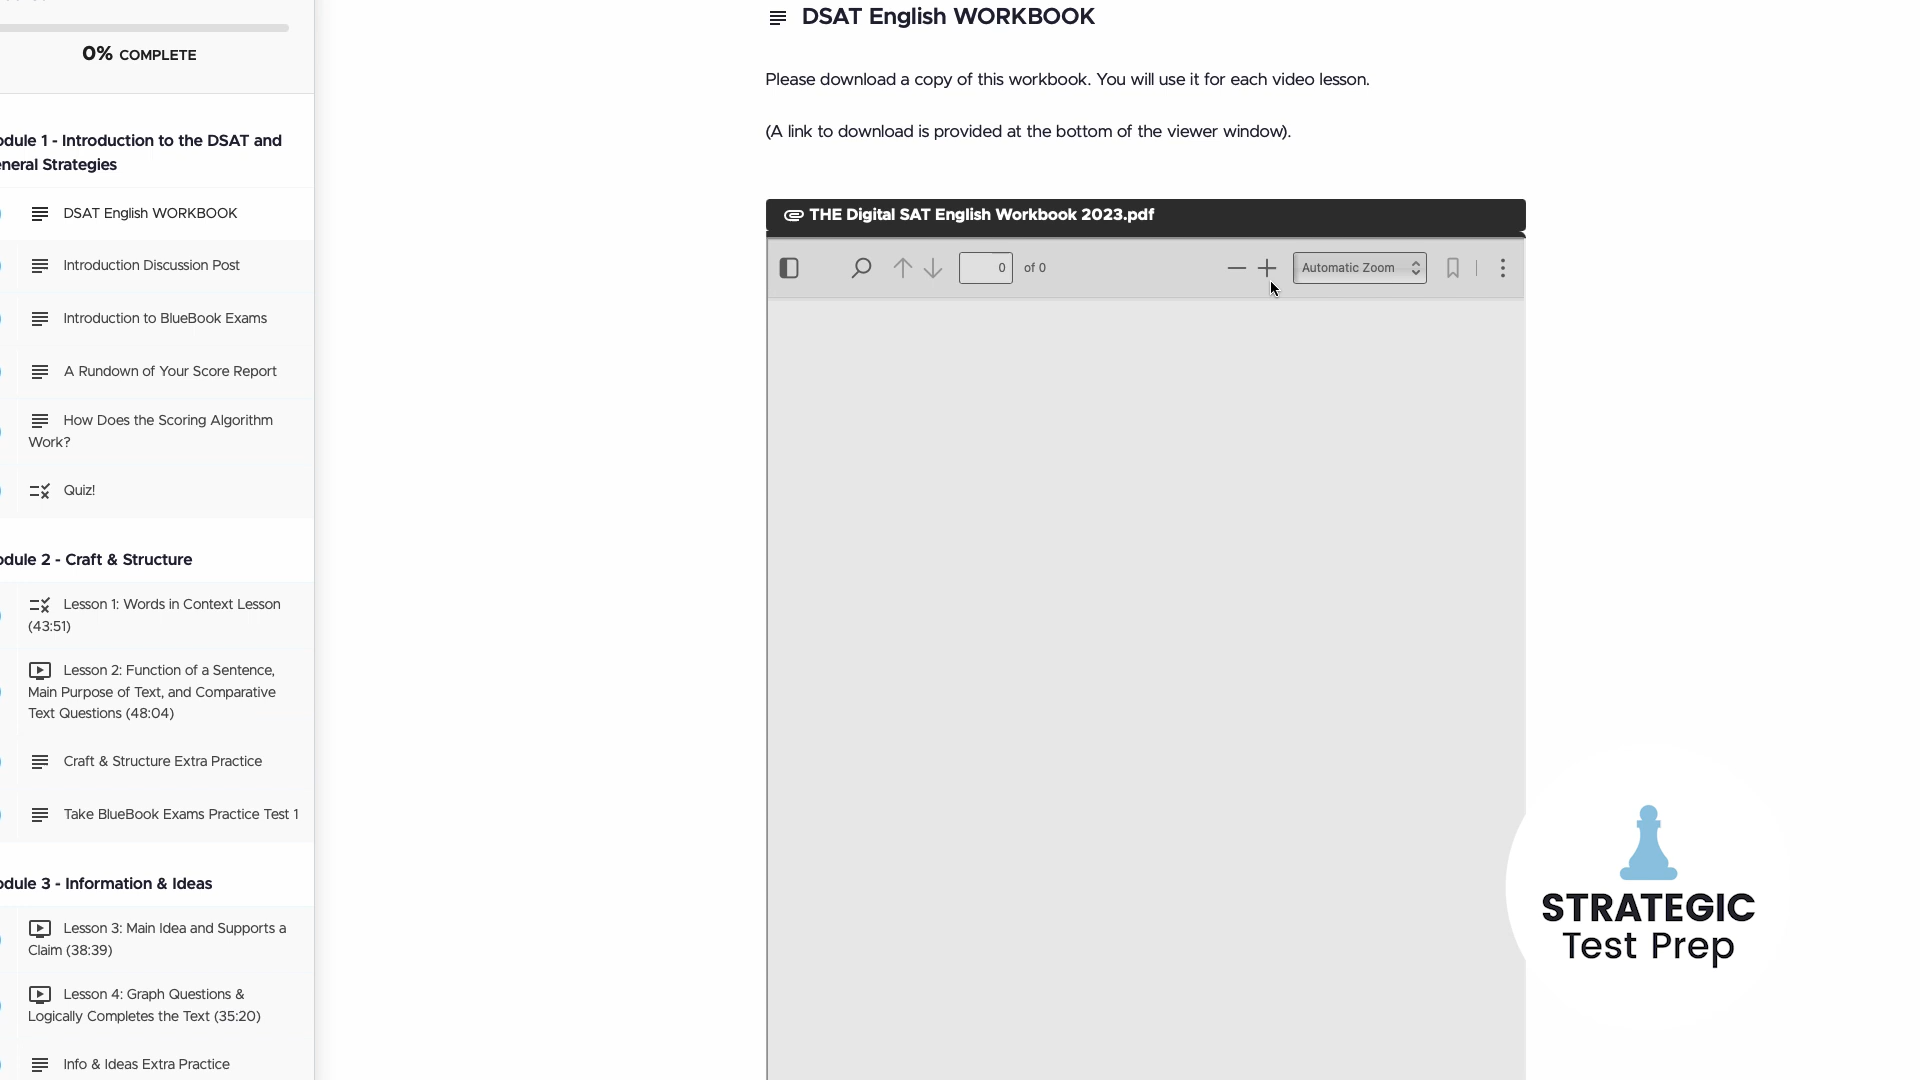 0% COMPLETE
odule 1 - Introduction to the DSAT and
eneral Strategies
DSAT English WORKBOOK
Introduction Discussion Post
Introduction to BlueBook Exams
A Rundown of Your Score Report
How Does the Scoring Algorithm
Work?
Quiz!
odule 2 - Craft & Structure
Lesson 1: Words in Context Lesson
(43:51)
Lesson 2: Function of a Sentence,
Main Purpose of Text, and Comparative
Text Questions (48:04)
Craft & Structure Extra Practice
Take BlueBook Exams Practice Test 1
odule 3 - Information & Ideas
Lesson 3: Main Idea and Supports a
Claim (38:39)
Lesson 4: Graph Questions &
Logically Completes the Text (35:20)
Info & Ideas Extra Practice
DSAT English WORKBOOK
Please download a copy of this workbook. You will use it for each video lesson.
(A link to download is provided at the bottom of the viewer window).
THE Digital SAT English Workbook 2023.pdf
0 of 0
Automatic Zoom
STRATEGIC
Test Prep